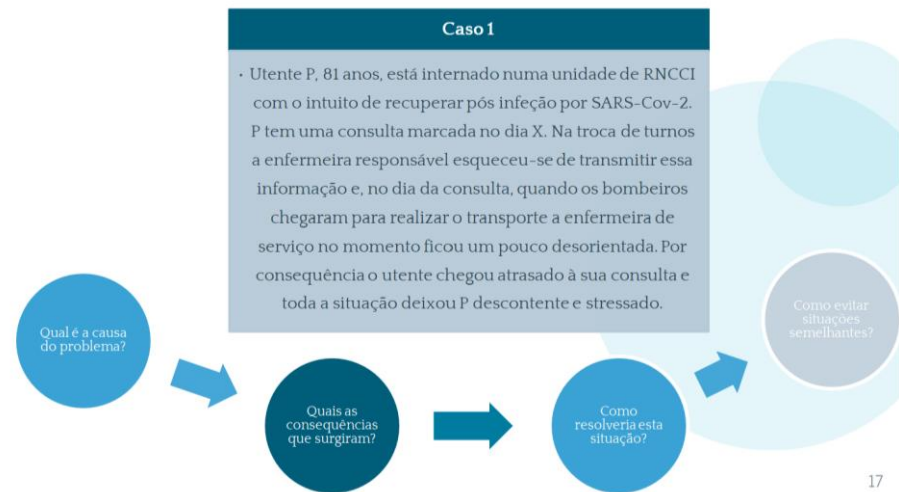 Caso 1
• Utente P, 81 anos, está internado numa unidade de RNCCI
com o intuito de recuperar pós infeção por SARS-Cov-2.
P tem uma consulta marcada no dia X. Na troca de turnos
a enfermeira responsável esqueceu-se de transmitir essa
informação e, no dia da consulta, quando os bombeiros
chegaram para realizar o transporte a enfermeira de
serviço no momento ficou um pouco desorientada. Por
consequência o utente chegou atrasado à sua consulta e
toda a situação deixou P descontente e stressado.
Qual é a causa
do problema?
Quais as
consequências
que surgiram?
Como
resolveria esta
situação?
Como evitar
situações
semelhantes?
17